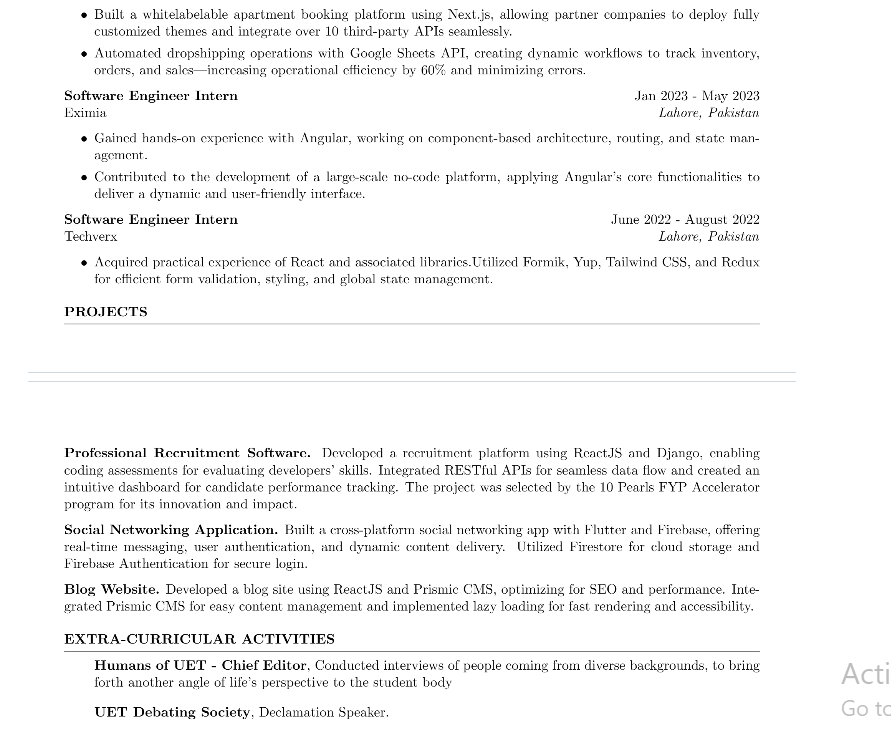 • Built a whitelabelable apartment booking platform using Next.js, allowing partner companies to deploy fully
customized themes and integrate over 10 third-party APIs seamlessly.
• Automated dropshipping operations with Google Sheets API, creating dynamic workflows to track inventory,
orders, and sales—increasing operational efficiency by 60% and minimizing errors.
Software Engineer Intern Jan 2023 - May 2023
Eximia Lahore, Pakistan
• Gained hands-on experience with Angular, working on component-based architecture, routing, and state man-
agement.
• Contributed to the development of a large-scale no-code platform, applying Angular's core functionalities to
deliver a dynamic and user-friendly interface.
Software Engineer Intern June 2022 - August 2022
Techverx Lahore, Pakistan
• Acquired practical experience of React and associated libraries.Utilized Formik, Yup, Tailwind CSS, and Redux
for efficient form validation, styling, and global state management.
PROJECTS
Professional Recruitment Software. Developed a recruitment platform using ReactJS and Django, enabling
coding assessments for evaluating developers' skills. Integrated RESTful APIs for seamless data flow and created an
intuitive dashboard for candidate performance tracking. The project was selected by the 10 Pearls FYP Accelerator
program for its innovation and impact.
Social Networking Application. Built a cross-platform social networking app with Flutter and Firebase, offering
real-time messaging, user authentication, and dynamic content delivery. Utilized Firestore for cloud storage and
Firebase Authentication for secure login.
Blog Website. Developed a blog site using ReactJS and Prismic CMS, optimizing for SEO and performance. Inte-
grated Prismic CMS for easy content management and implemented lazy loading for fast rendering and accessibility.
EXTRA-CURRICULAR ACTIVITIES
Humans of UET - Chief Editor, Conducted interviews of people coming from diverse backgrounds, to bring
forth another angle of life's perspective to the student body
UET Debating Society, Declamation Speaker.
Acti
Go to